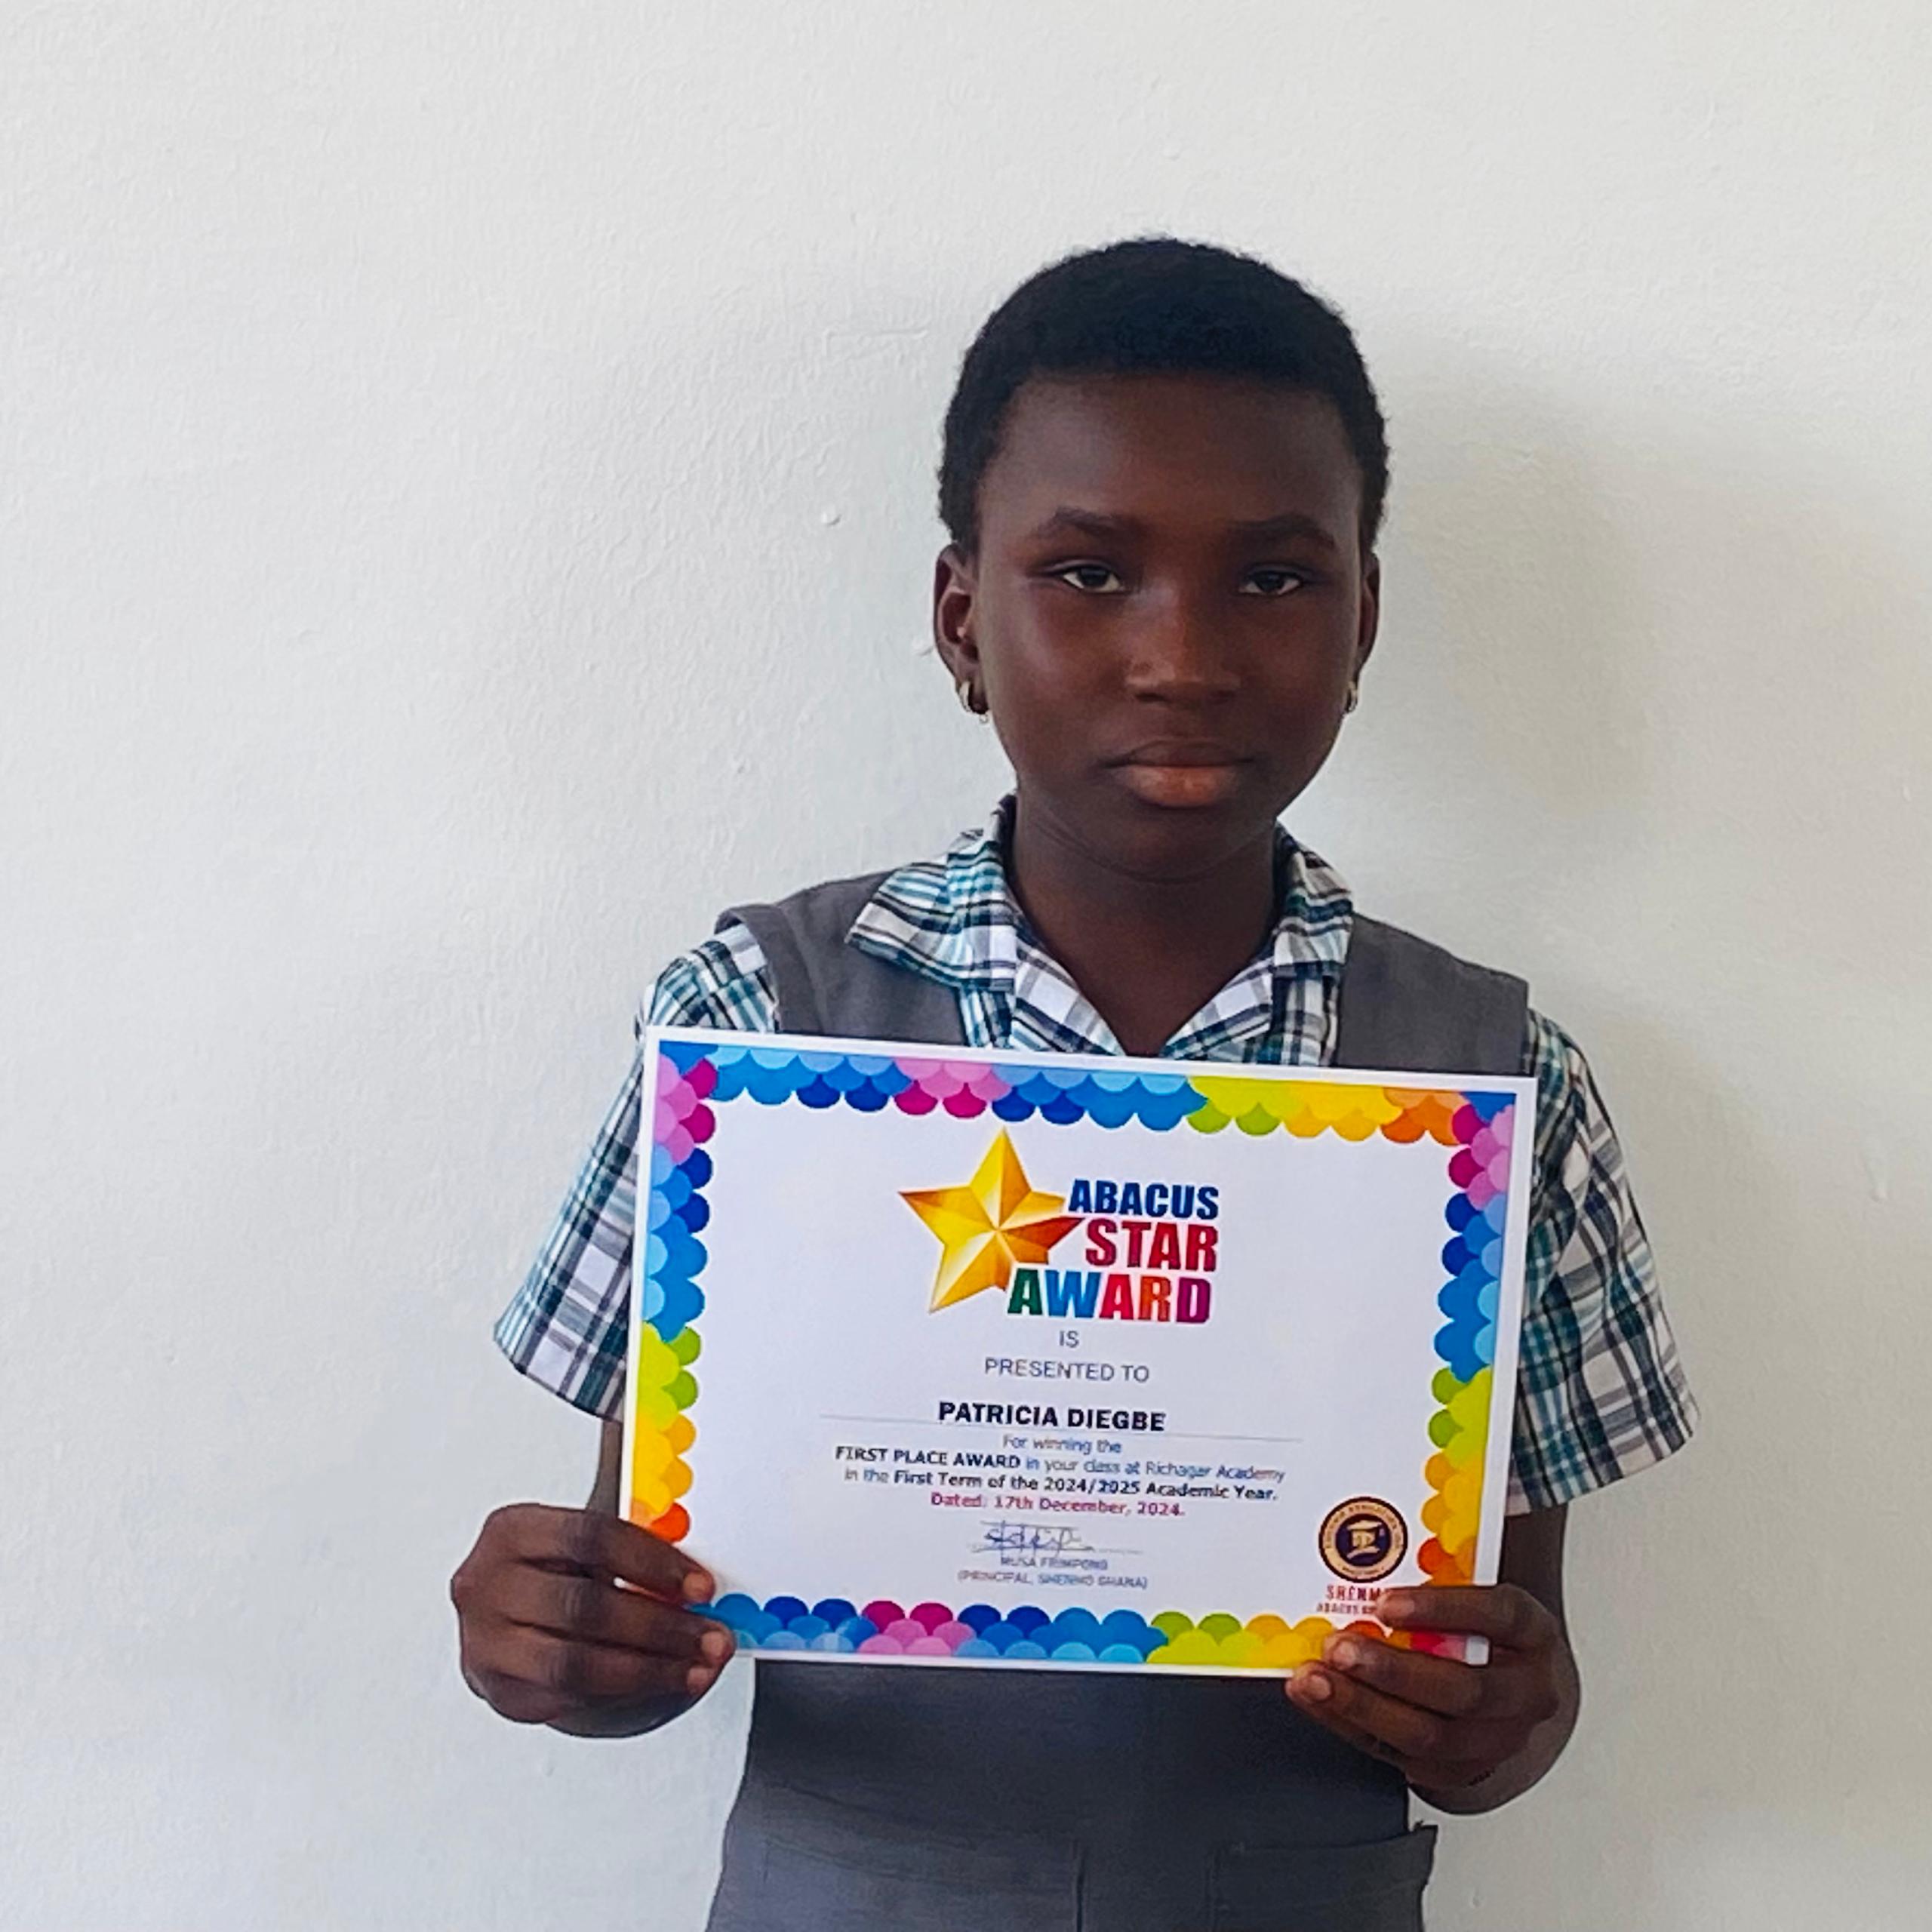 ABACUS
STAR
AWARD
IS
PRESENTED TO
PATRICIA DIEGBE
For winning the
FIRST PLACE AWARD in your class at Richagar Academy
in the First Term of the 2024/2025 Academic Year.
Dated: 17th December, 2024.
MUSA FRIMPONG
(PRINCIPAL, SHENMO GHANA)